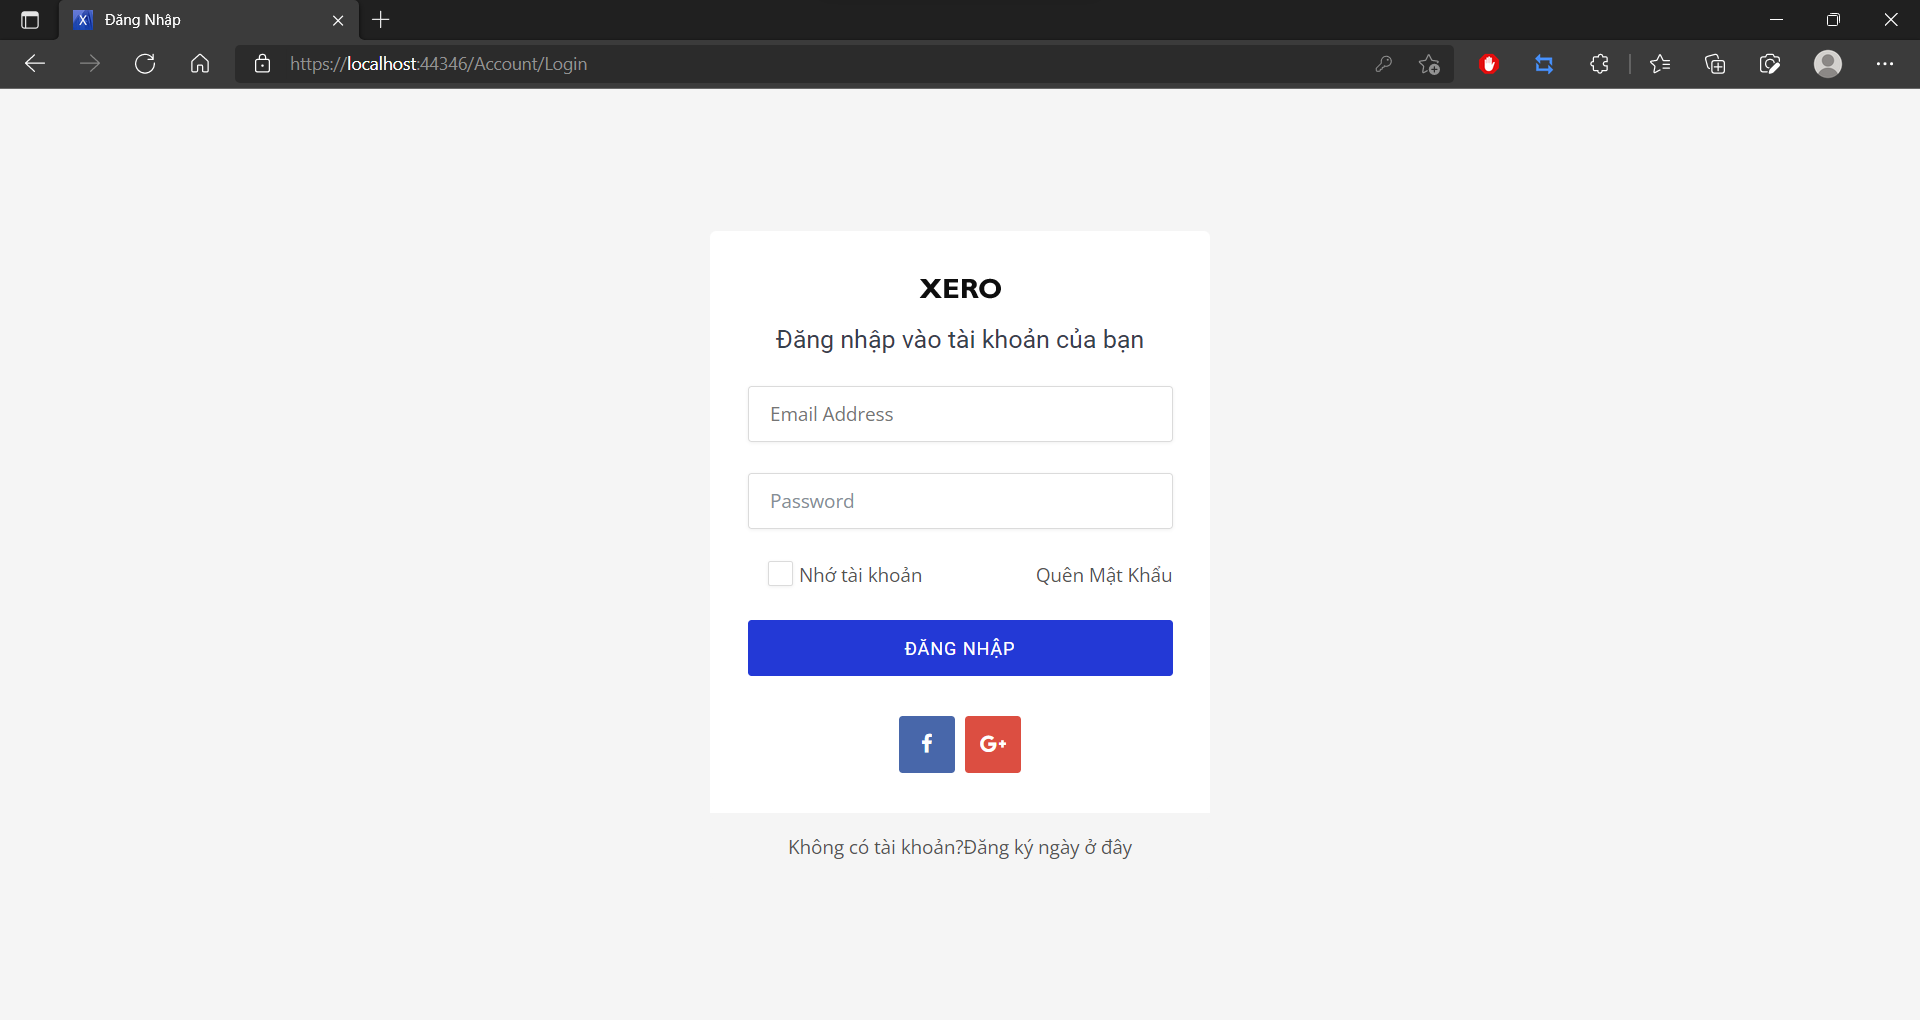 Đăng Nhập
https://localhost:44346/Account/Login
XERO
Đăng nhập vào tài khoản của bạn
Email Address
Password
Nhớ tài khoản
Quên Mật Khẩu
ĐĂNG NHẬP
f
G+
Không có tài khoản?Đăng ký ngày ở đây